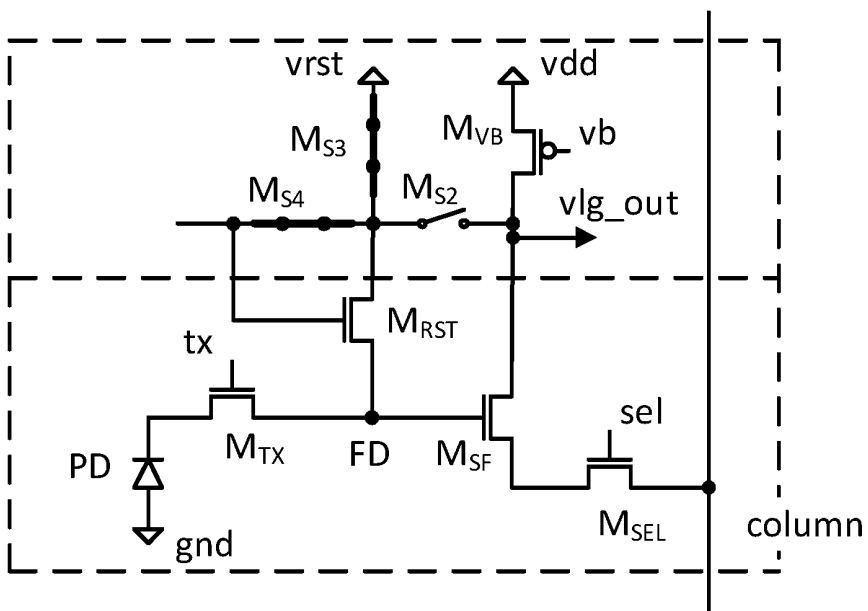 vrst
vdd
M_S3
M_VB
vb
M_S4
M_S2
vlg_out
M_RST
tx
sel
M_TX
FD
M_SF
PD
M_SEL
column
gnd